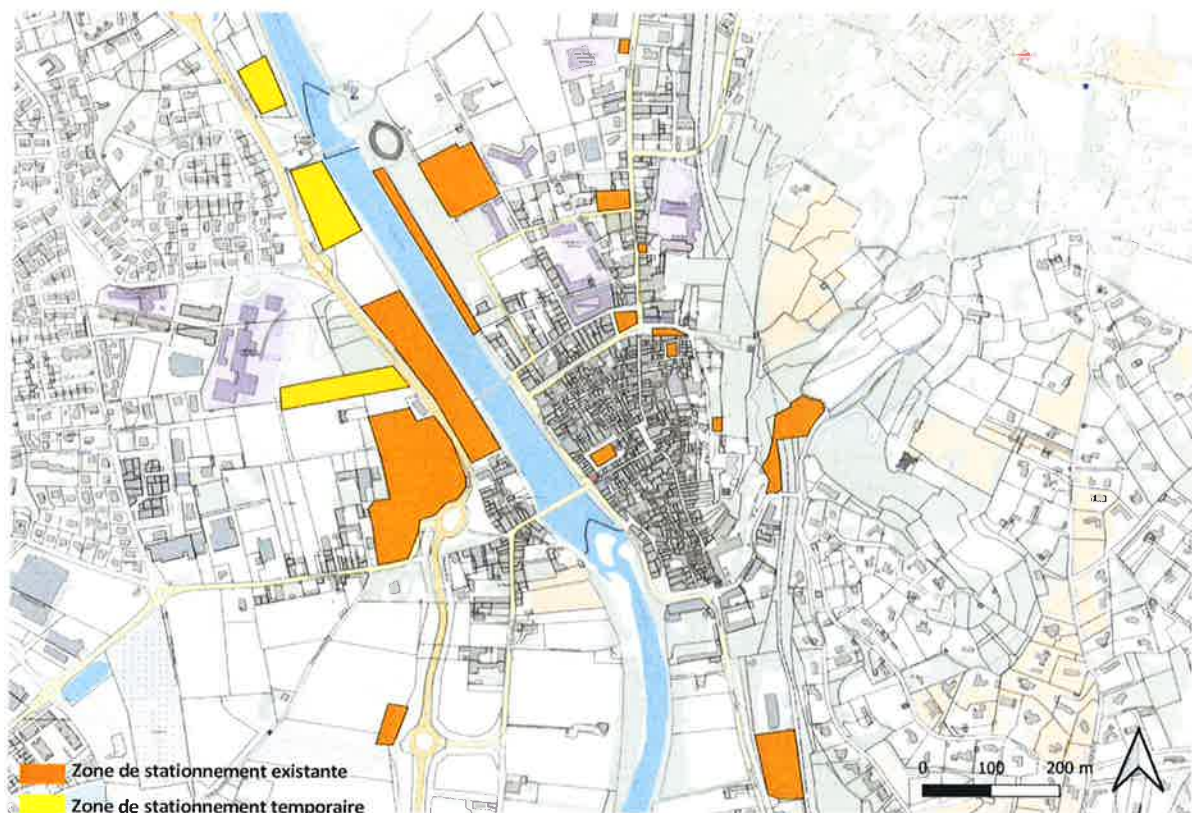 Zone de stationnement existante
Zone de stationnement temporaire
0 100 200 m